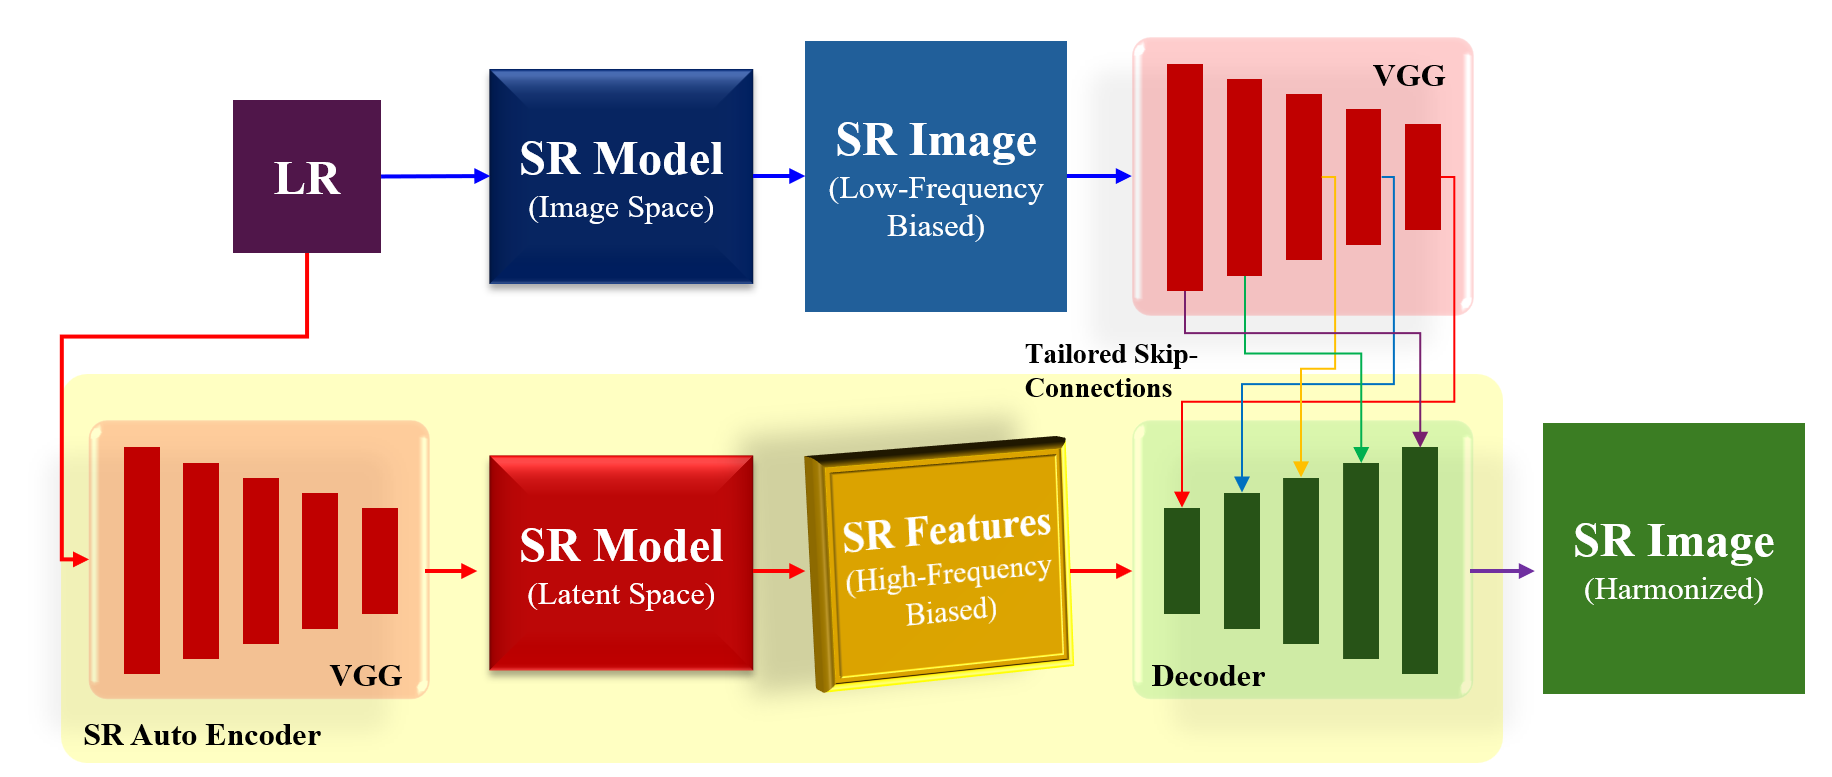 LR
SR Model
(Image Space)
SR Image
(Low-Frequency
Biased)
VGG
Tailored Skip-
Connections
VGG
SR Model
(Latent Space)
SR Features
(High-Frequency
Biased)
Decoder
SR Image
(Harmonized)
SR Auto Encoder